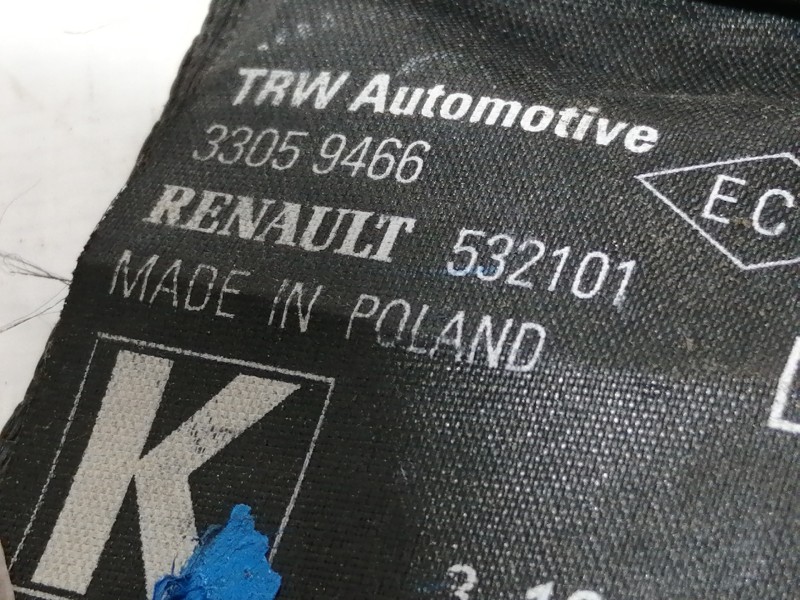 TRW Automotive
3305 9466
EC
RENAULT 532101
MADE IN POLAND
K